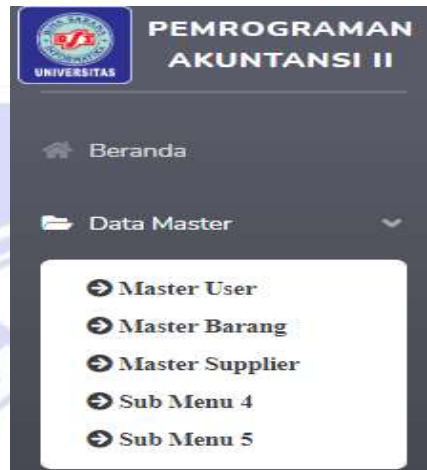 PEMROGRAMAN
AKUNTANSI II
UNIVERSITAS
Beranda
Data Master
Master User
Master Barang
Master Supplier
Sub Menu 4
Sub Menu 5